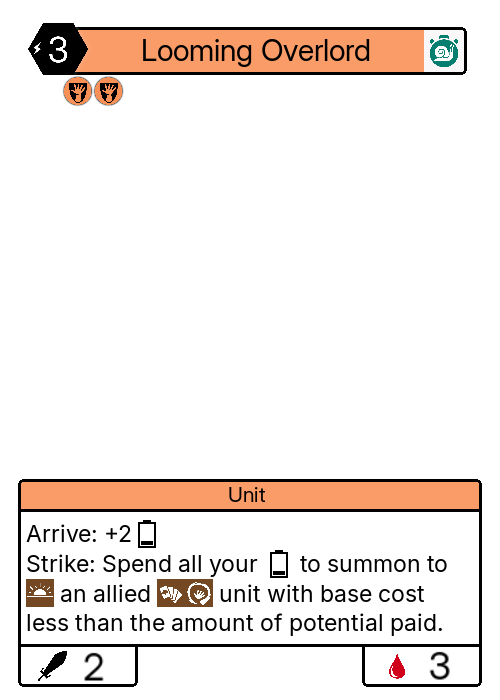 3 Looming Overlord
Unit
Arrive: +2
Strike: Spend all your to summon to
an allied unit with base cost
less than the amount of potential paid.
2 3